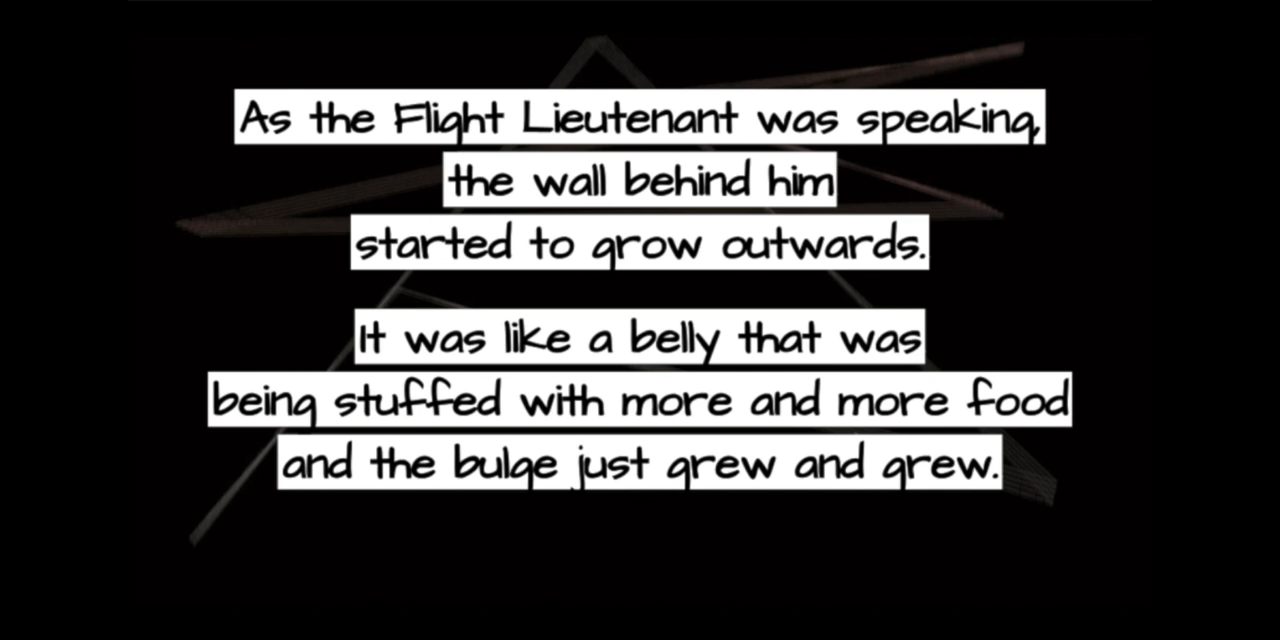 As the Flight Lieutenant was speaking,
the wall behind him
started to grow outwards.
It was like a belly that was
being stuffed with more and more food
and the bulge just grew and grew.